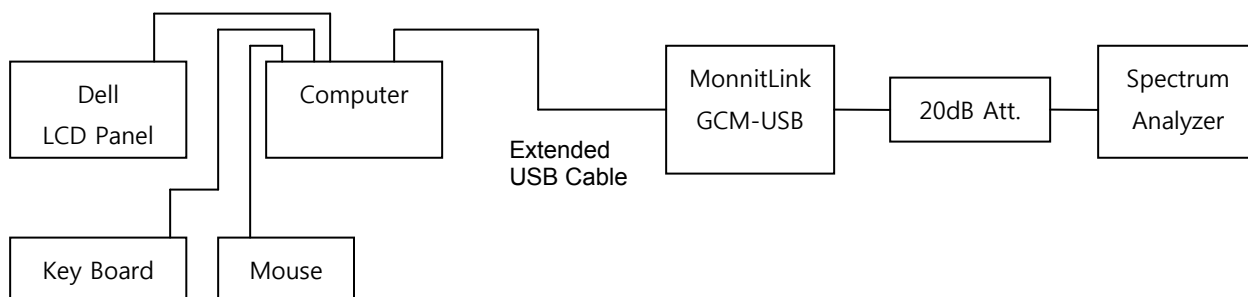 Dell
LCD Panel
Computer
MonnitLink
GCM-USB
20dB Att.
Spectrum
Analyzer
Extended
USB Cable
Key Board
Mouse